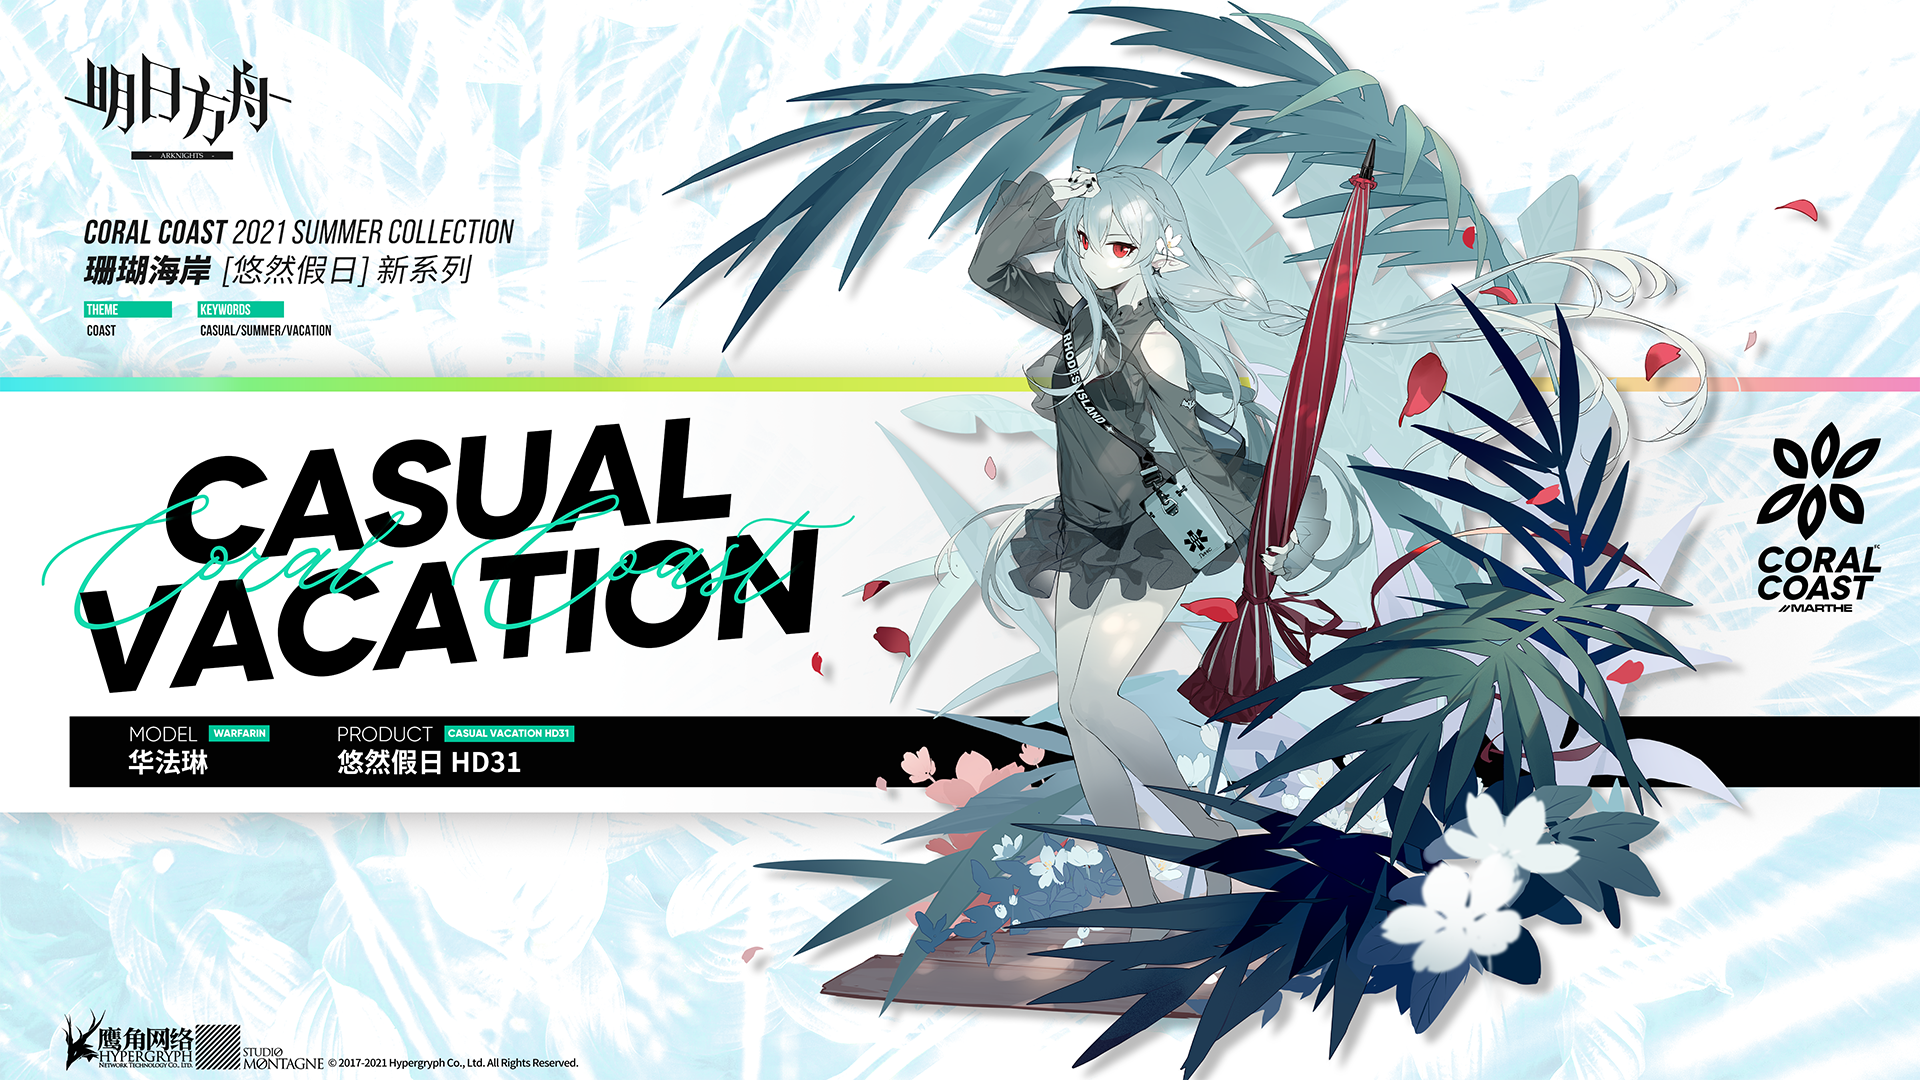 明日方舟
- ARKNIGHTS -
CORAL COAST 2021 SUMMER COLLECTION
珊瑚海岸 [悠然假日] 新系列
THEME KEYWORDS
COAST CASUAL/SUMMER/VACATION
RHODES ISLAND
CASUAL
Coral Coast
VACATION
CORAL
COAST
//MARTHE
MODEL WARFARIN PRODUCT CASUAL VACATION HD31
华法琳 悠然假日 HD31
鹰角网络
HYPERGRYPH
NETWORK TECHNOLOGY CO., LTD.
STUDIO
MØNTAGNE © 2017-2021 Hypergryph Co., Ltd. All Rights Reserved.